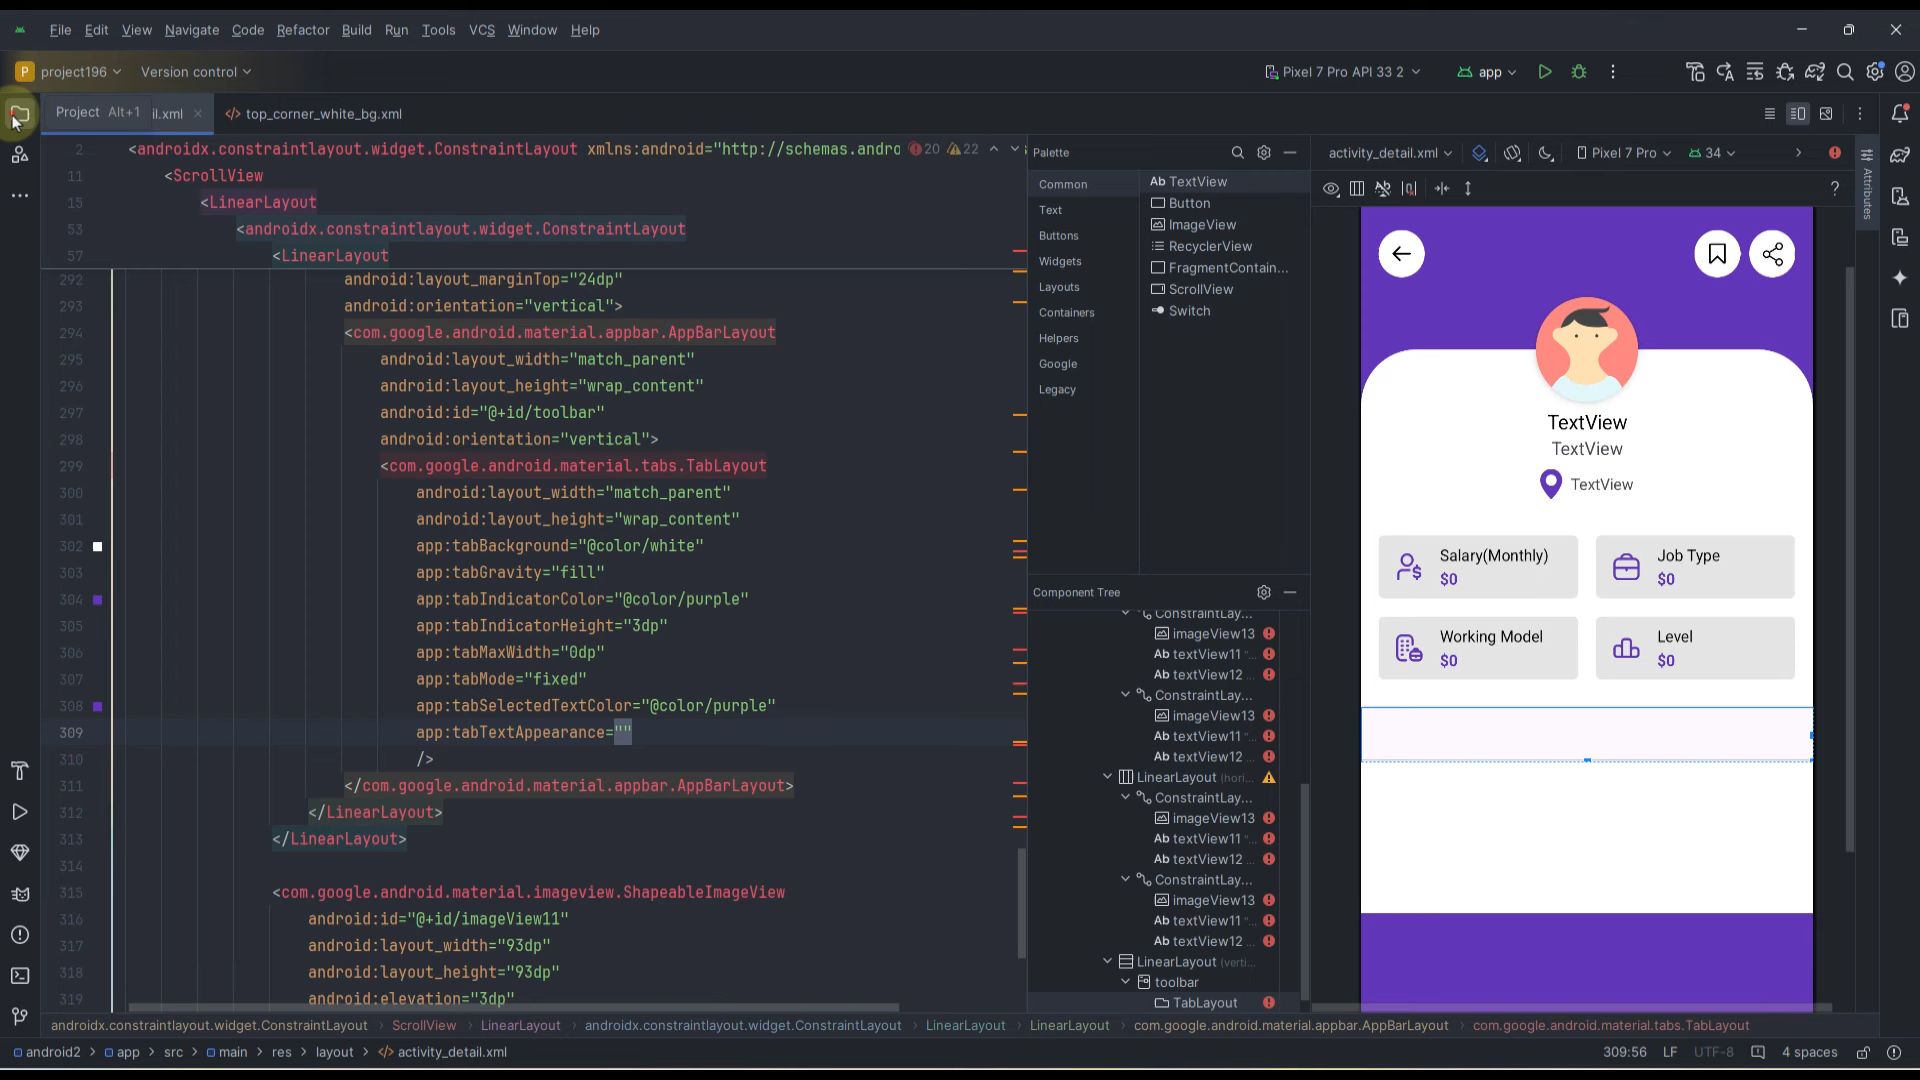 File Edit View Navigate Code Refactor Build Run Tools VCS Window Help
P project196 Version control Pixel 7 Pro API 33 2 app
Project Alt+1 il.xml top_corner_white_bg.xml
2 <androidx.constraintlayout.widget.ConstraintLayout xmlns:android="http://schemas.andro 20 22
11 <ScrollView
15 <LinearLayout
53 <androidx.constraintlayout.widget.ConstraintLayout
57 <LinearLayout
292 android:layout_marginTop="24dp"
293 android:orientation="vertical">
294 <com.google.android.material.appbar.AppBarLayout
295 android:layout_width="match_parent"
296 android:layout_height="wrap_content"
297 android:id="@+id/toolbar"
298 android:orientation="vertical">
299 <com.google.android.material.tabs.TabLayout
300 android:layout_width="match_parent"
301 android:layout_height="wrap_content"
302 app:tabBackground="@color/white"
303 app:tabGravity="fill"
304 app:tabIndicatorColor="@color/purple"
305 app:tabIndicatorHeight="3dp"
306 app:tabMaxWidth="0dp"
307 app:tabMode="fixed"
308 app:tabSelectedTextColor="@color/purple"
309 app:tabTextAppearance=""
310 />
311 </com.google.android.material.appbar.AppBarLayout>
312 </LinearLayout>
313 </LinearLayout>
314
315 <com.google.android.material.imageview.ShapeableImageView
316 android:id="@+id/imageView11"
317 android:layout_width="93dp"
318 android:layout_height="93dp"
319 android:elevation="3dp"
Palette
Common
Text
Buttons
Widgets
Layouts
Containers
Helpers
Google
Legacy
Ab TextView
Button
ImageView
RecyclerView
FragmentContain...
ScrollView
Switch
Component Tree
ConstraintLay...
imageView13
Ab textView11 "...
Ab textView12 ...
ConstraintLay...
imageView13
Ab textView11 "...
Ab textView12 ...
LinearLayout (hori...
ConstraintLay...
imageView13
Ab textView11 "...
Ab textView12 ...
ConstraintLay...
imageView13
Ab textView11 "...
Ab textView12 ...
LinearLayout (verti...
toolbar
TabLayout
activity_detail.xml Pixel 7 Pro 34
?
Attributes
TextView
TextView
TextView
Salary(Monthly)
$0
Job Type
$0
Working Model
$0
Level
$0
androidx.constraintlayout.widget.ConstraintLayout ScrollView LinearLayout androidx.constraintlayout.widget.ConstraintLayout LinearLayout LinearLayout com.google.android.material.appbar.AppBarLayout com.google.android.material.tabs.TabLayout
android2 app src main res layout activity_detail.xml 309:56 LF UTF-8 4 spaces